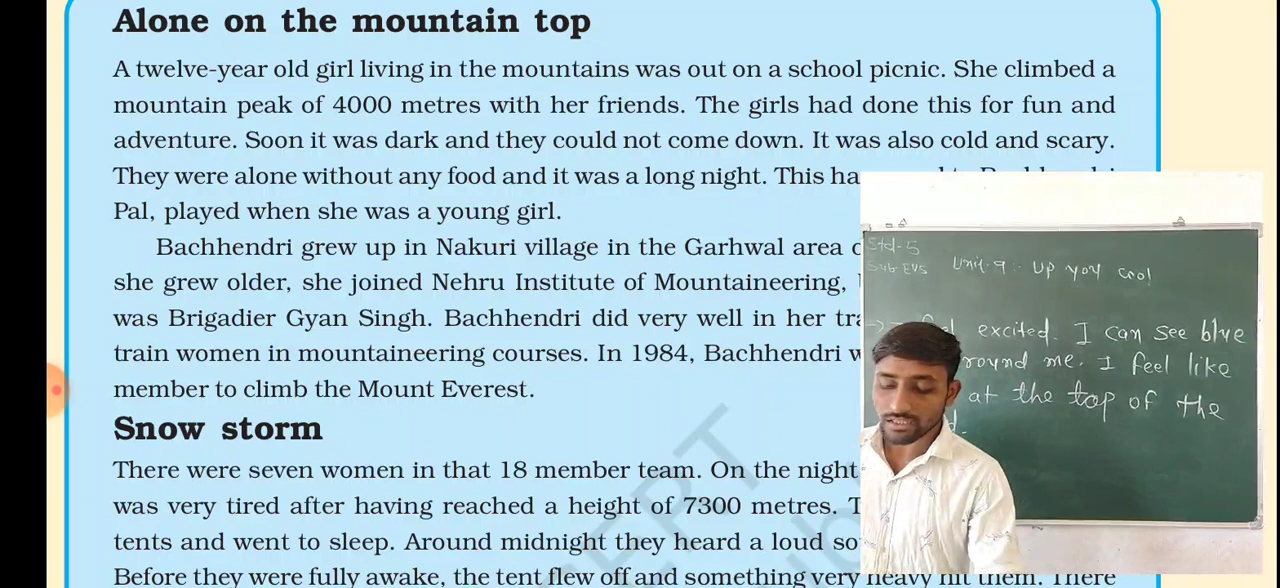 Alone on the mountain top
A twelve-year old girl living in the mountains was out on a school picnic. She climbed a
mountain peak of 4000 metres with her friends. The girls had done this for fun and
adventure. Soon it was dark and they could not come down. It was also cold and scary.
They were alone without any food and it was a long night. This
Pal, played when she was a young girl.
Bachhendri grew up in Nakuri village in the Garhwal area
she grew older, she joined Nehru Institute of Mountaineering,
was Brigadier Gyan Singh. Bachhendri did very well in her
train women in mountaineering courses. In 1984, Bachhendri
member to climb the Mount Everest.
Snow storm
There were seven women in that 18 member team. On the night
was very tired after having reached a height of 7300 metres.
tents and went to sleep. Around midnight they heard a loud
Before they were fully awake, the tent flew off and something very heavy hit them. There
Std-5
Sub EVS
Unit-9 :- Up you
excited. I can see blue
round me. I feel like
at the top of the